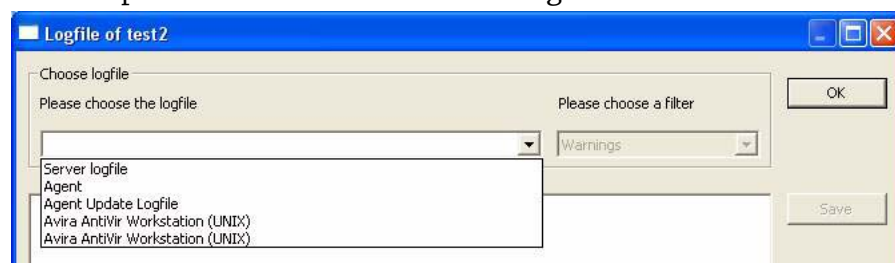 Logfile of test2
Choose logfile
Please choose the logfile
Please choose a filter
OK
Warnings
Server logfile
Agent
Agent Update Logfile
Avira AntiVir Workstation (UNIX)
Avira AntiVir Workstation (UNIX)
Save